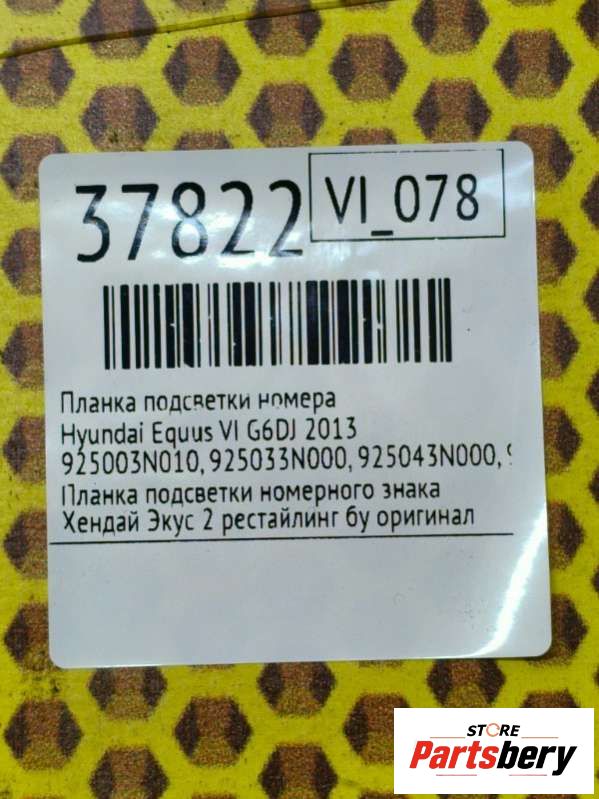 37822
VI_078
Планка подсветки номера
Hyundai Equus VI G6DJ 2013
925003N010, 925033N000, 925043N000,
Планка подсветки номерного знака
Хендай Экус 2 рестайлинг бу оригинал
STORE
Partsbery